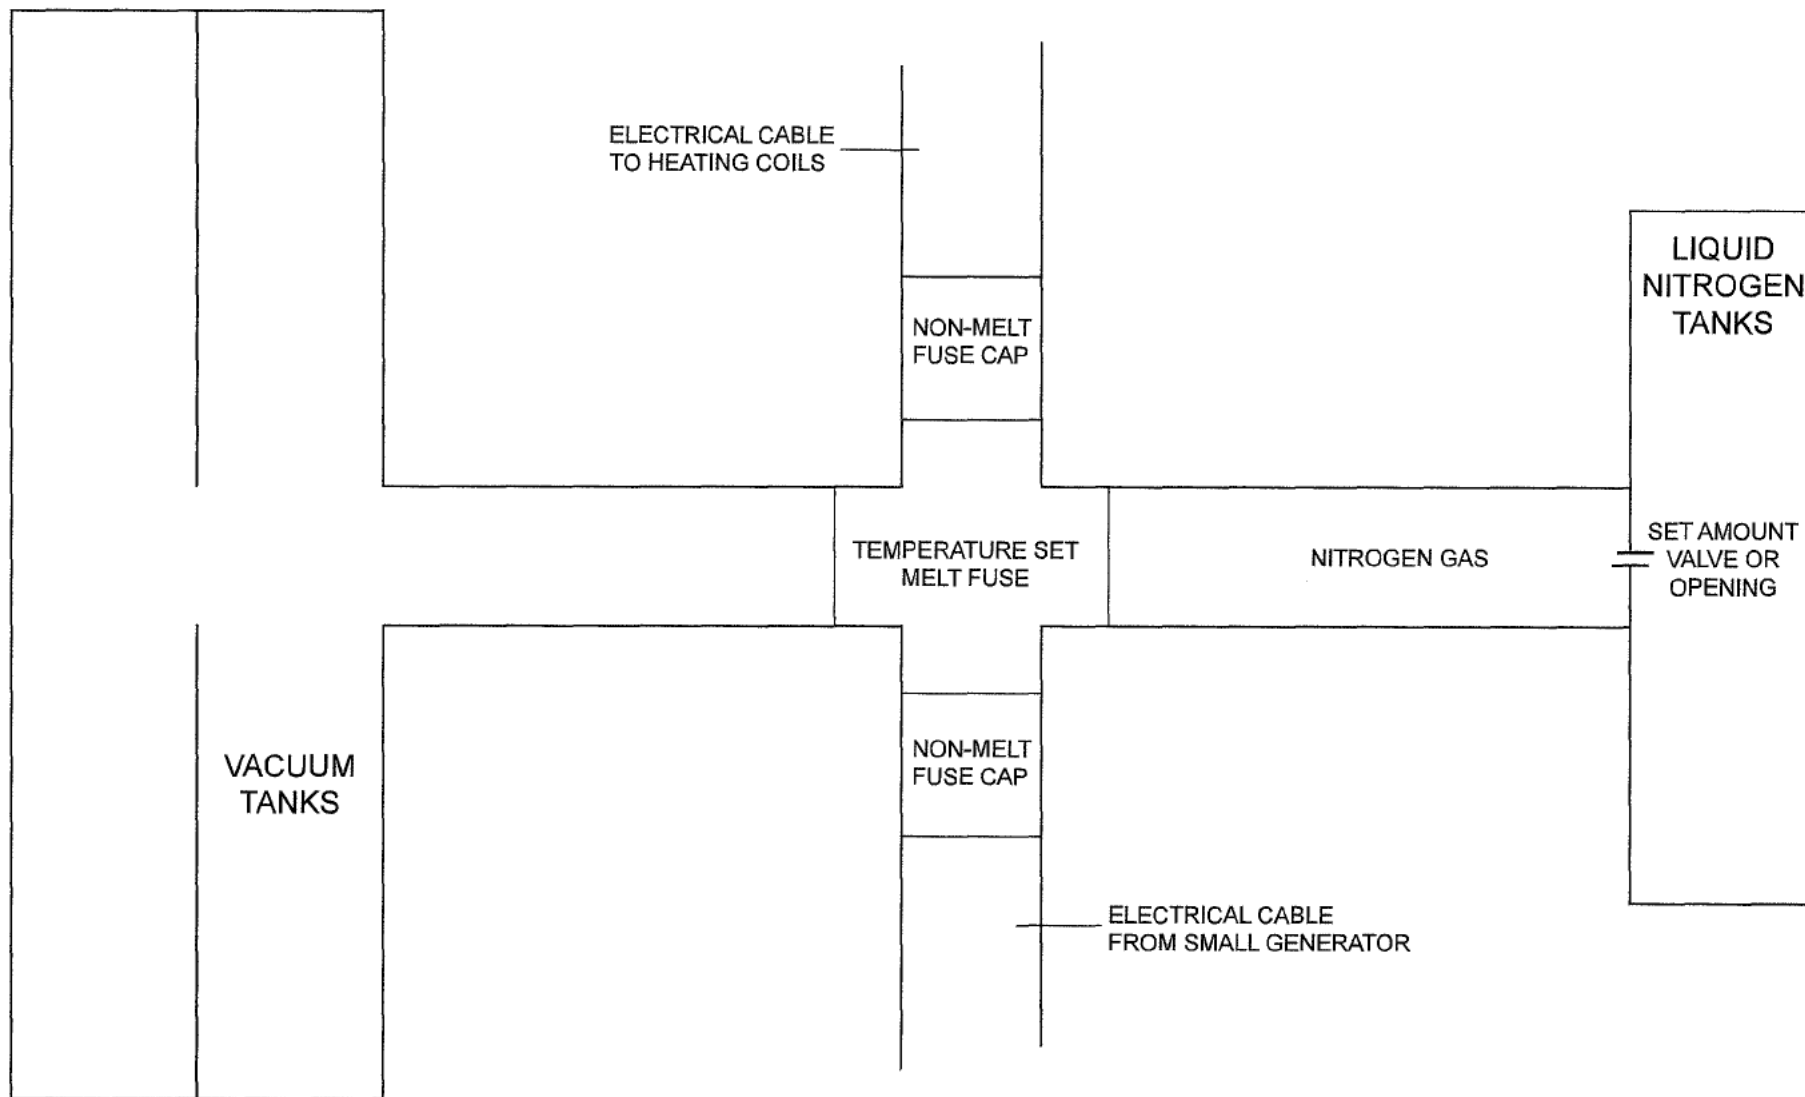 ELECTRICAL CABLE
TO HEATING COILS
LIQUID
NITROGEN
TANKS
NON-MELT
FUSE CAP
TEMPERATURE SET
MELT FUSE
NITROGEN GAS
SET AMOUNT
VALVE OR
OPENING
NON-MELT
FUSE CAP
VACUUM
TANKS
ELECTRICAL CABLE
FROM SMALL GENERATOR